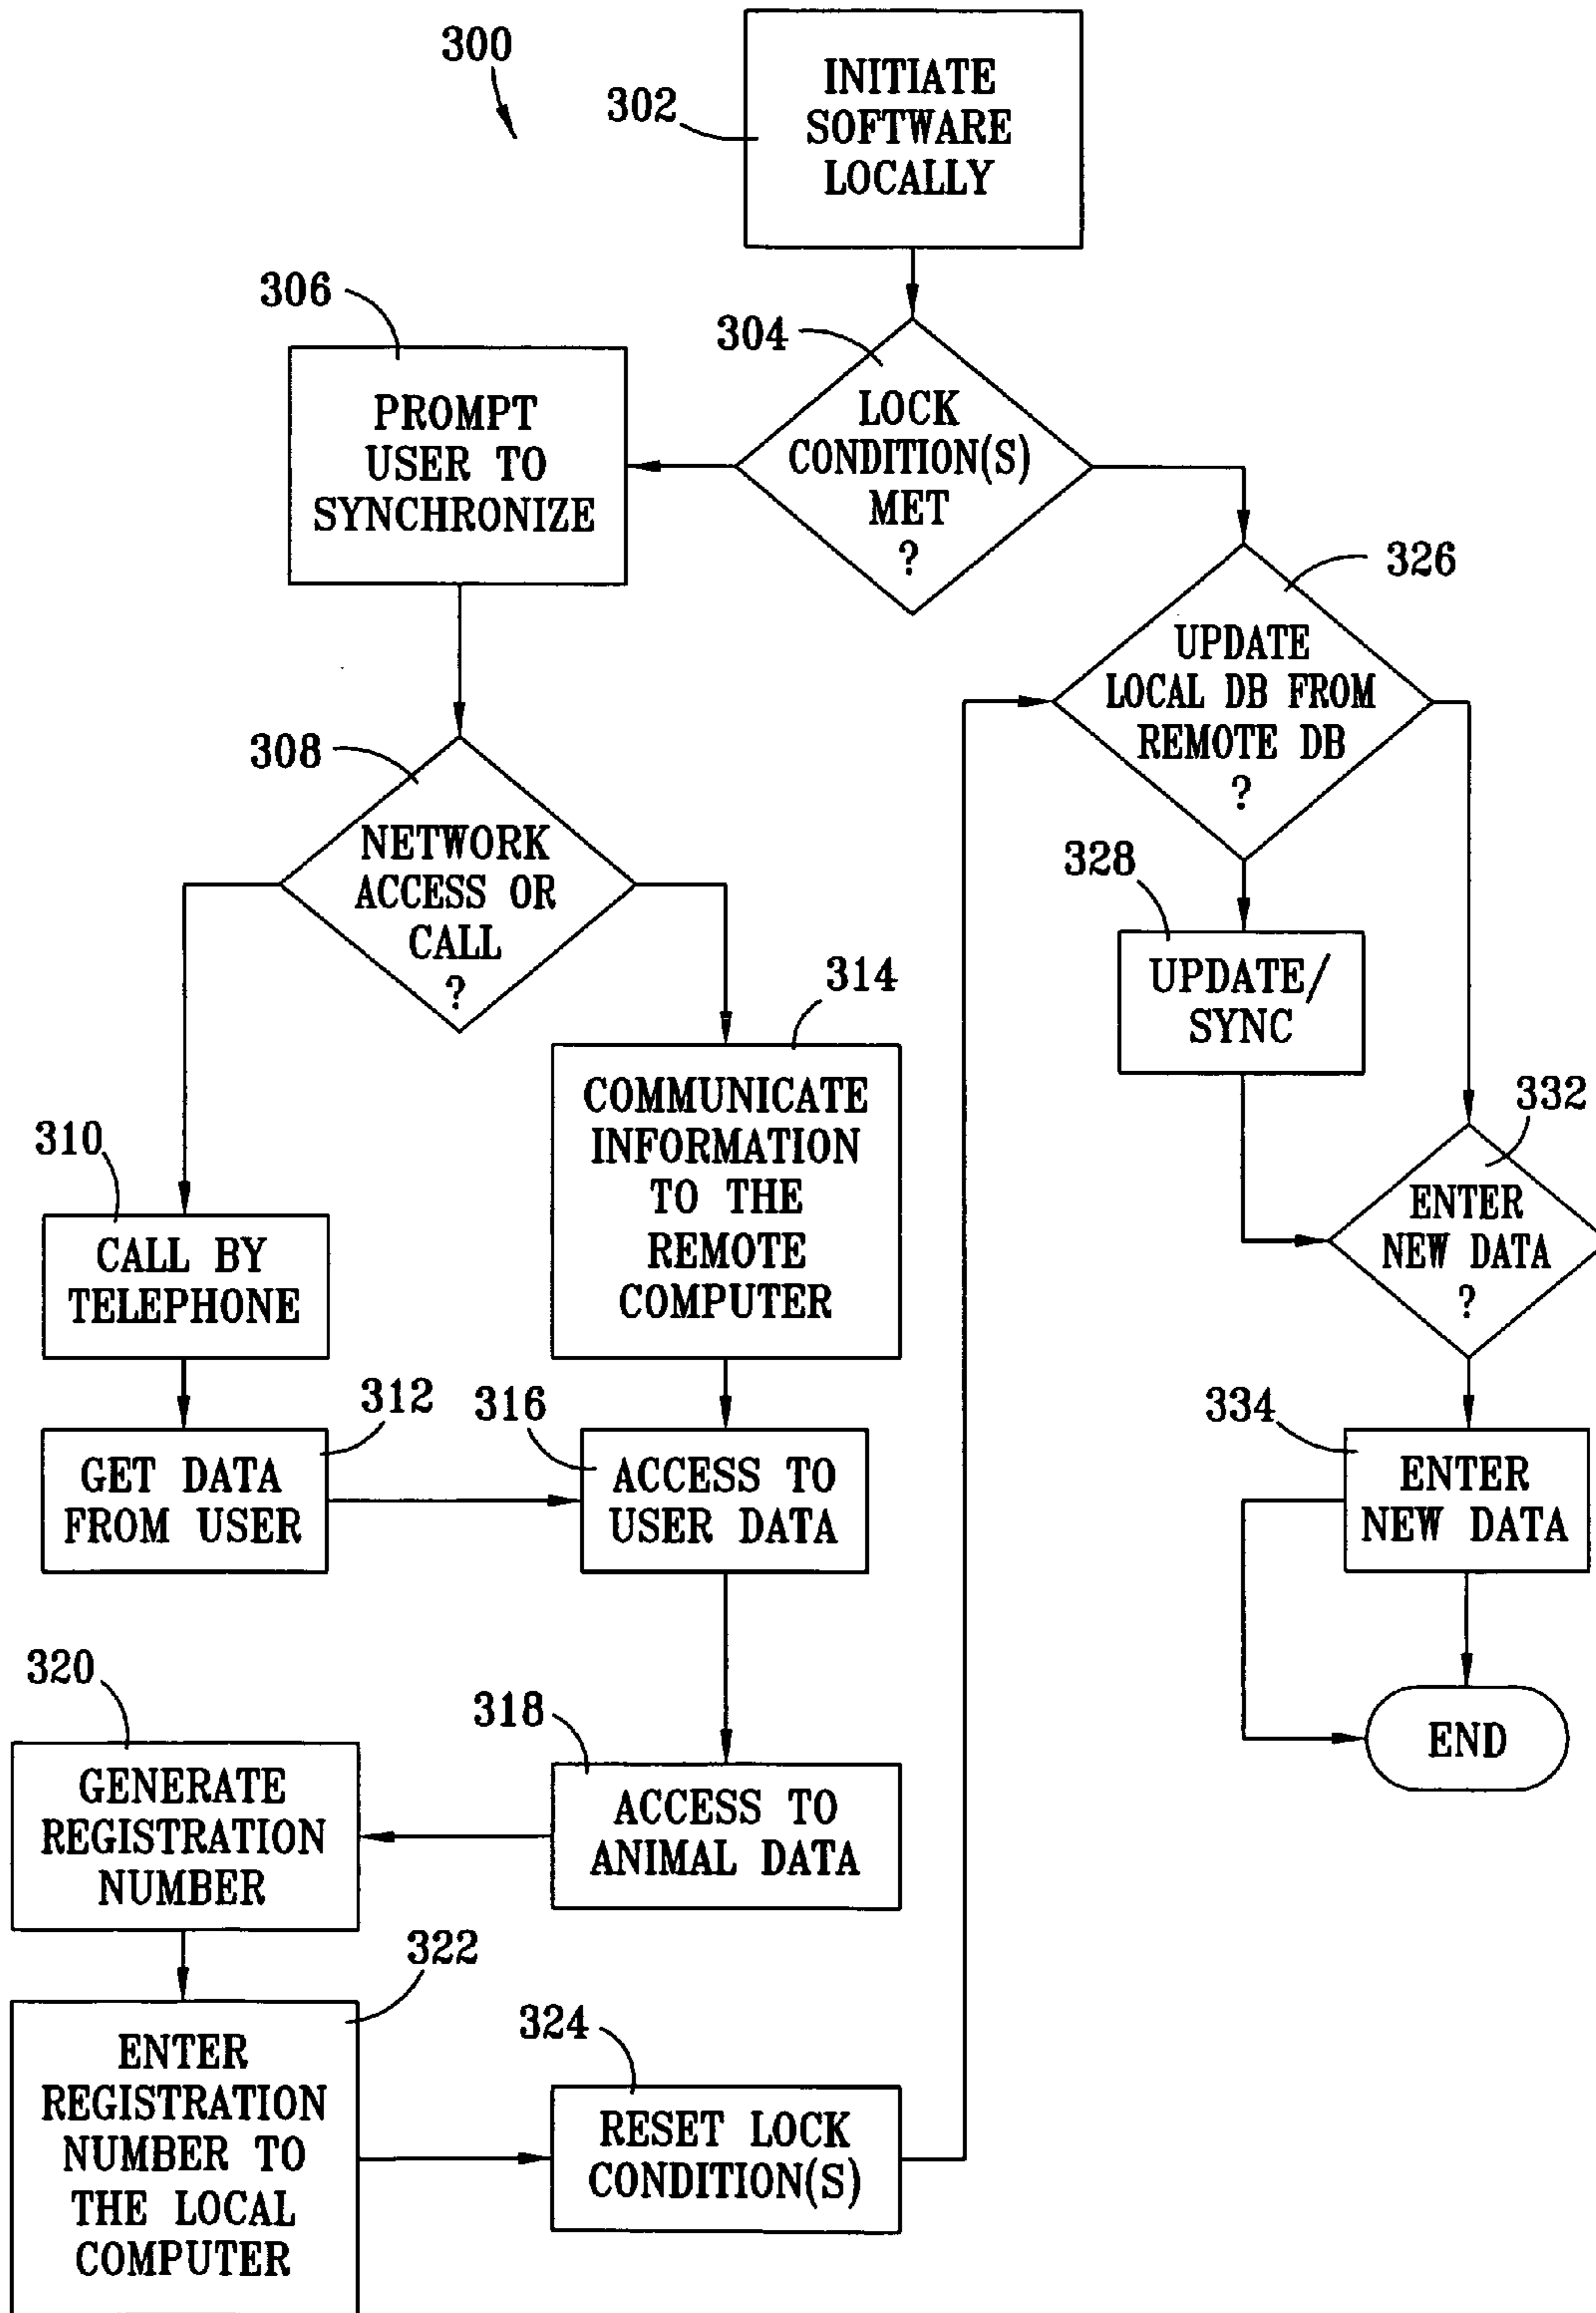 300
302
INITIATE
SOFTWARE
LOCALLY
304
LOCK
CONDITION(S)
MET
?
306
PROMPT
USER TO
SYNCHRONIZE
308
NETWORK
ACCESS OR
CALL
?
310
CALL BY
TELEPHONE
312
GET DATA
FROM USER
314
COMMUNICATE
INFORMATION
TO THE
REMOTE
COMPUTER
316
ACCESS TO
USER DATA
318
ACCESS TO
ANIMAL DATA
320
GENERATE
REGISTRATION
NUMBER
322
ENTER
REGISTRATION
NUMBER TO
THE LOCAL
COMPUTER
324
RESET LOCK
CONDITION(S)
326
UPDATE
LOCAL DB FROM
REMOTE DB
?
328
UPDATE/
SYNC
332
ENTER
NEW DATA
?
334
ENTER
NEW DATA
END